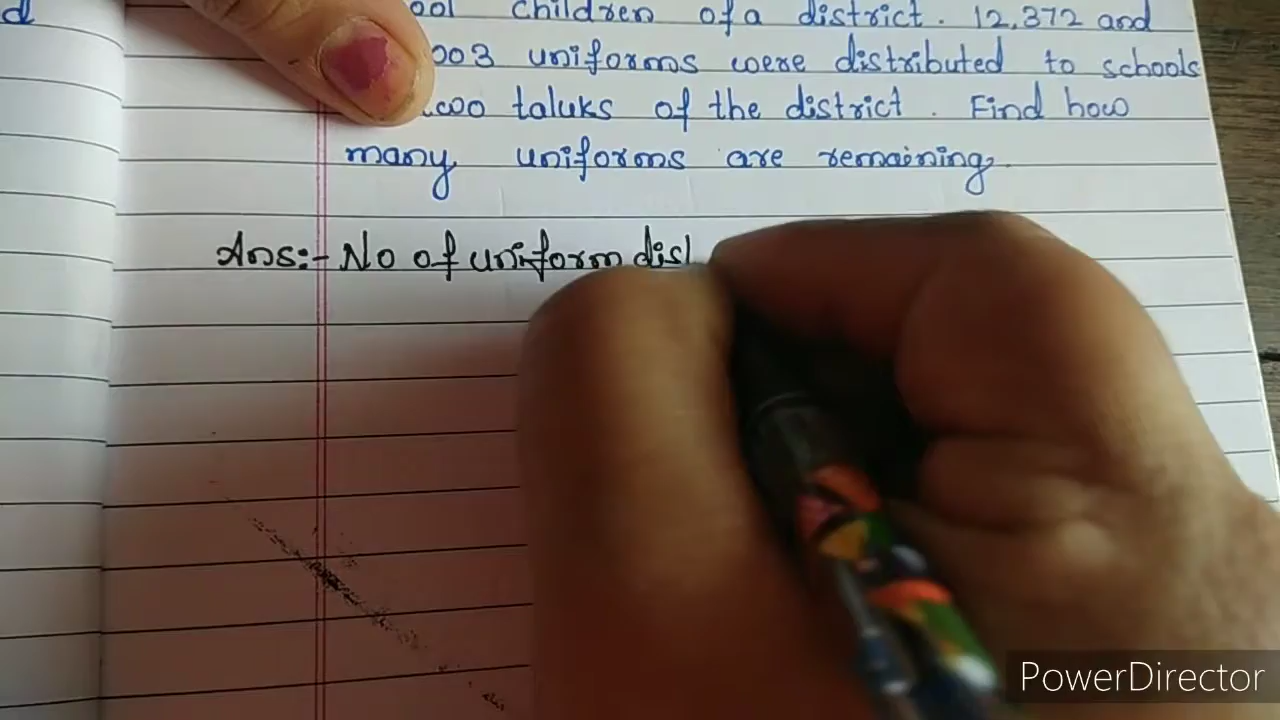 d
ool children of a district. 12,372 and
003 uniforms were distributed to schools
taluks of the district. Find how
many uniforms are remaining.
Ans:- No of uniform
PowerDirector